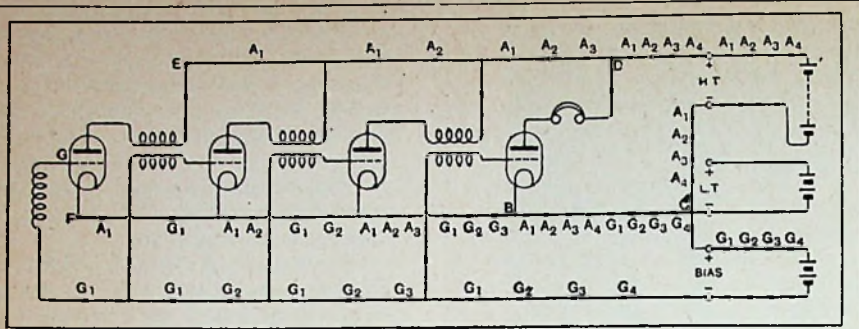 A1 A1 A2 A1 A2 A3 A1 A2 A3 A4 A1 A2 A3 A4
E D
+
HT
-
A1
A2
A3
A4
G
+
L.T
-
F B C
A1 G1 A1 A2 G1 G2 A1 A2 A3 G1 G2 G3 A1 A2 A3 A4 G1 G2 G3 G4
G1 G2 G3 G4
+
BIAS
-
G1 G1 G2 G1 G2 G3 G1 G2 G3 G4